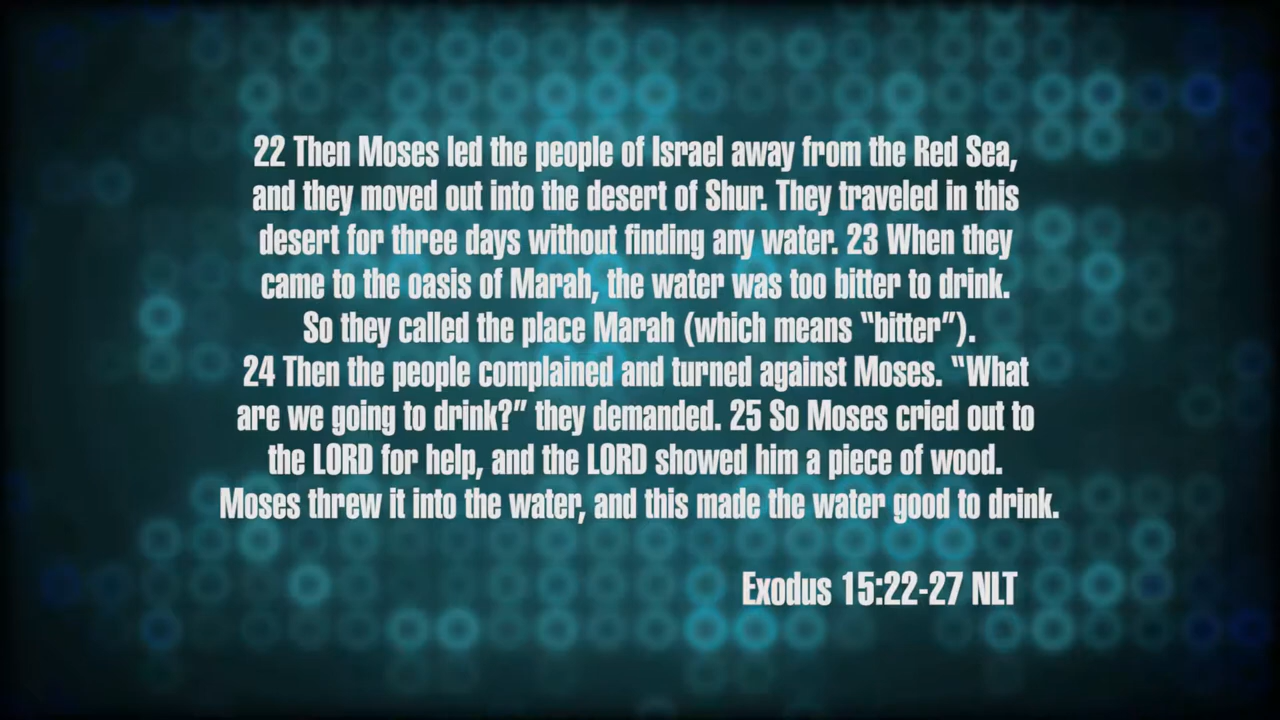 22 Then Moses led the people of Israel away from the Red Sea,
and they moved out into the desert of Shur. They traveled in this
desert for three days without finding any water. 23 When they
came to the oasis of Marah, the water was too bitter to drink.
So they called the place Marah (which means “bitter”).
24 Then the people complained and turned against Moses. “What
are we going to drink?” they demanded. 25 So Moses cried out to
the LORD for help, and the LORD showed him a piece of wood.
Moses threw it into the water, and this made the water good to drink.
Exodus 15:22-27 NLT